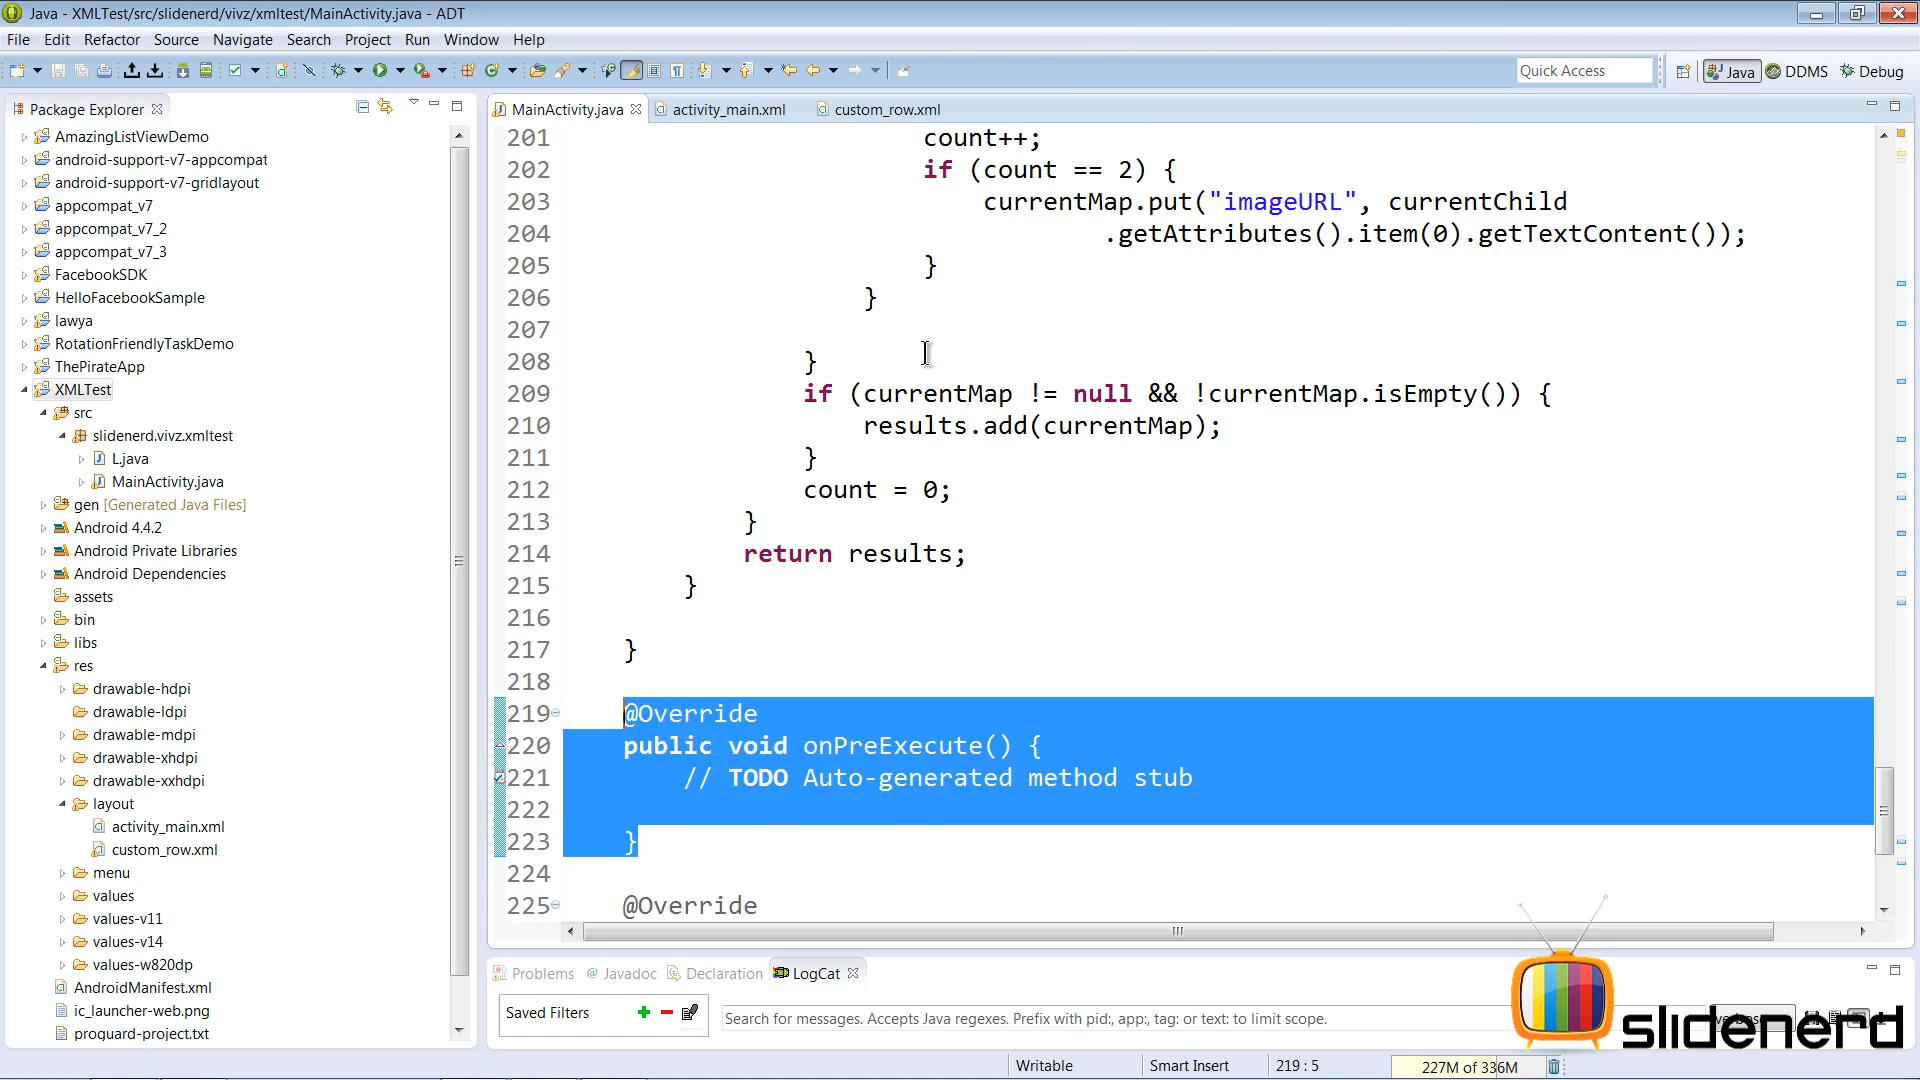 Java - XMLTest/src/slidenerd/vivz/xmltest/MainActivity.java - ADT
File Edit Refactor Source Navigate Search Project Run Window Help
Quick Access Java DDMS Debug
Package Explorer
AmazingListViewDemo
android-support-v7-appcompat
android-support-v7-gridlayout
appcompat_v7
appcompat_v7_2
appcompat_v7_3
FacebookSDK
HelloFacebookSample
lawya
RotationFriendlyTaskDemo
ThePirateApp
XMLTest
src
slidenerd.vivz.xmltest
L.java
MainActivity.java
gen [Generated Java Files]
Android 4.4.2
Android Private Libraries
Android Dependencies
assets
bin
libs
res
drawable-hdpi
drawable-ldpi
drawable-mdpi
drawable-xhdpi
drawable-xxhdpi
layout
activity_main.xml
custom_row.xml
menu
values
values-v11
values-v14
values-w820dp
AndroidManifest.xml
ic_launcher-web.png
proguard-project.txt
MainActivity.java activity_main.xml custom_row.xml
201 count++;
202 if (count == 2) {
203 currentMap.put("imageURL", currentChild
204 .getAttributes().item(0).getTextContent());
205 }
206 }
207
208 }
209 if (currentMap != null && !currentMap.isEmpty()) {
210 results.add(currentMap);
211 }
212 count = 0;
213 }
214 return results;
215 }
216
217 }
218
219 @Override
220 public void onPreExecute() {
221 // TODO Auto-generated method stub
222
223 }
224
225 @Override
Problems @ Javadoc Declaration LogCat
Saved Filters
Search for messages. Accepts Java regexes. Prefix with pid:, app:, tag: or text: to limit scope.
slidenerd
Writable Smart Insert 219 : 5 227M of 336M